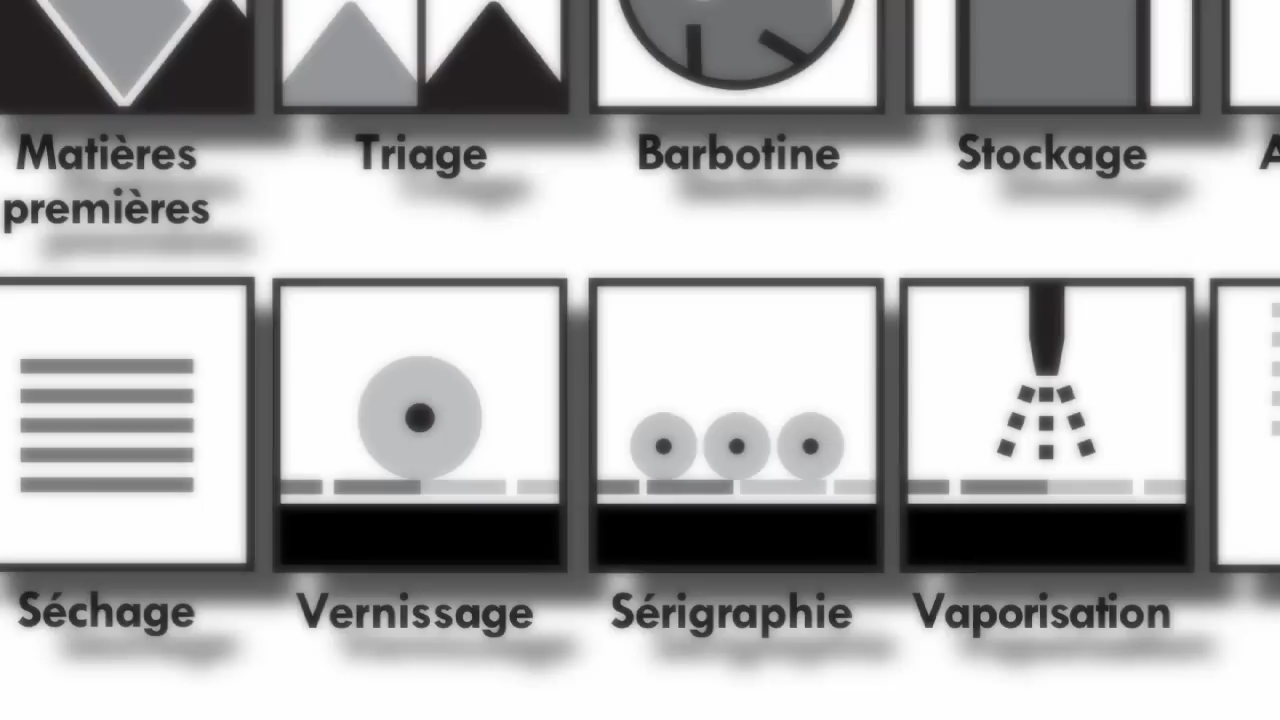 Matières
premières
Triage
Barbotine
Stockage
Séchage
Vernissage
Sérigraphie
Vaporisation